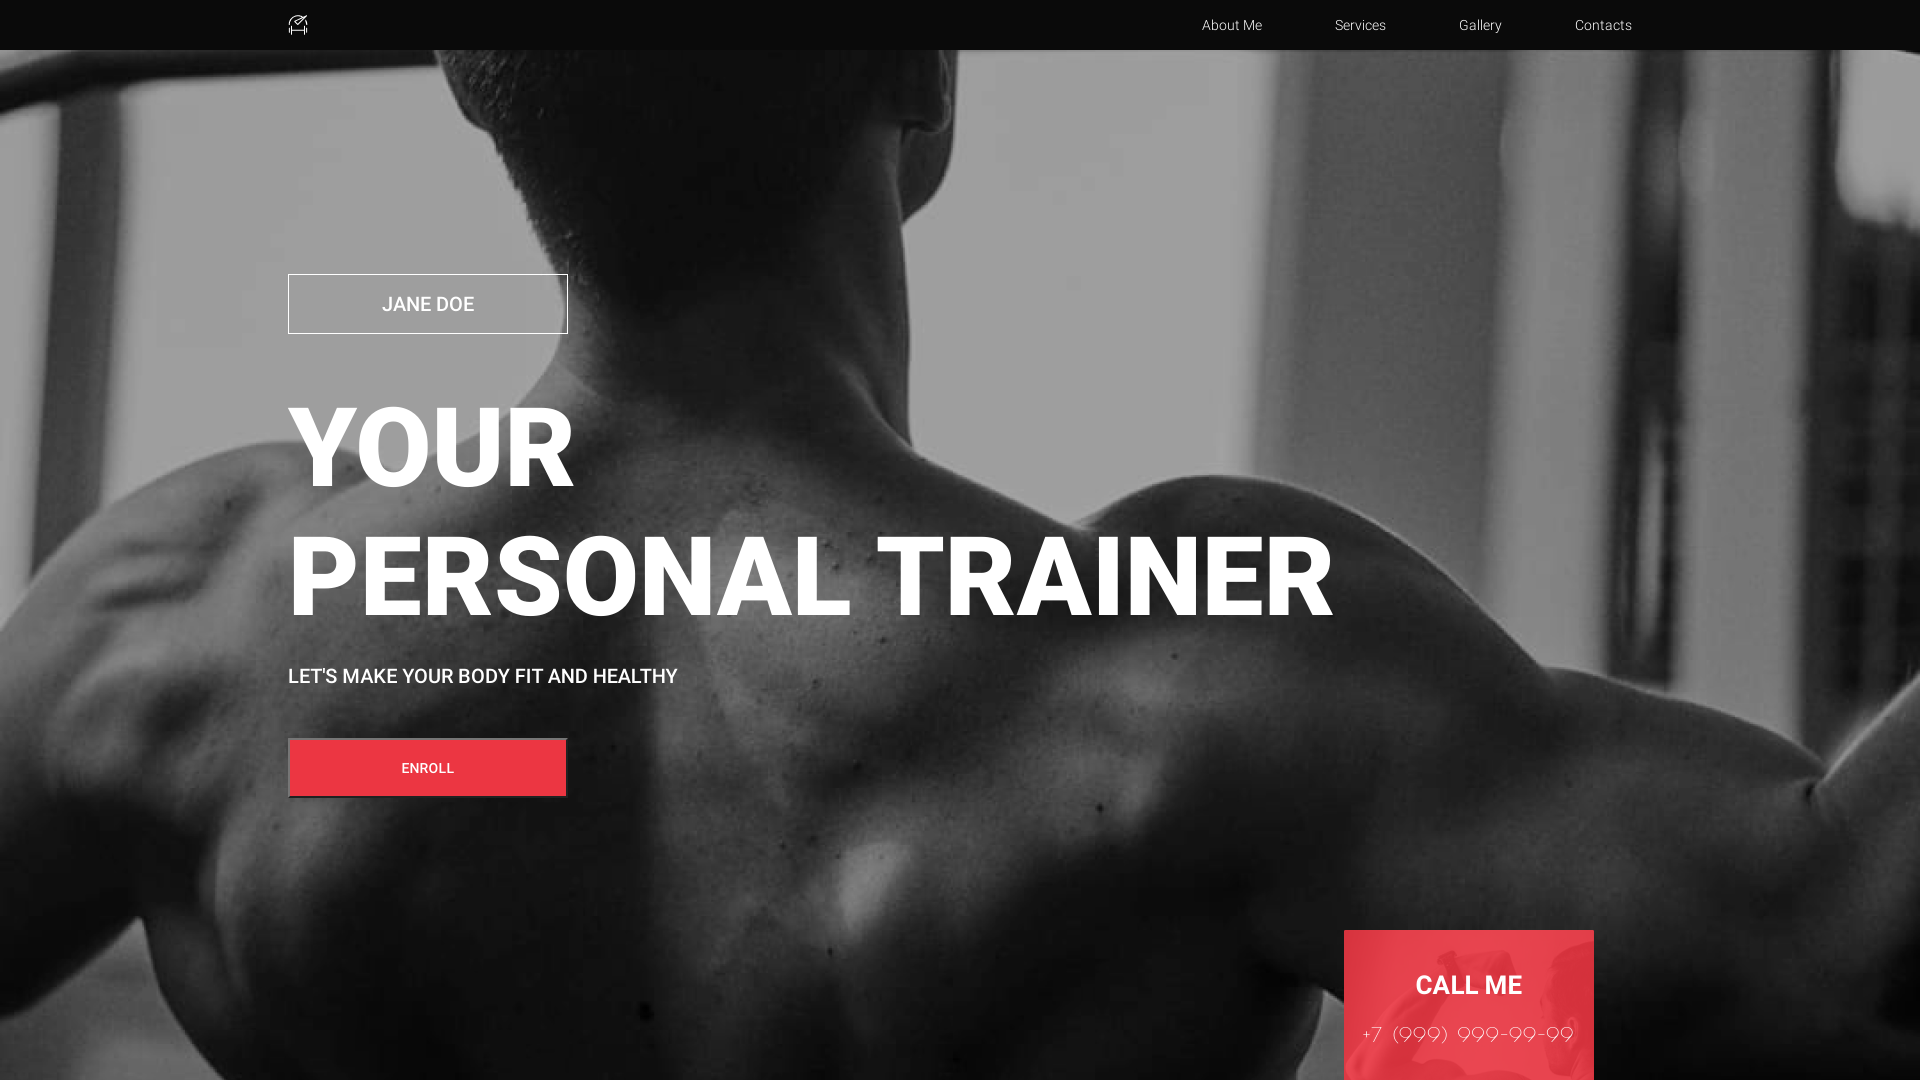 About Me
Services
Gallery
Contacts
JANE DOE
YOUR
PERSONAL TRAINER
LET'S MAKE YOUR BODY FIT AND HEALTHY
ENROLL
CALL ME
+7 (999) 999-99-99